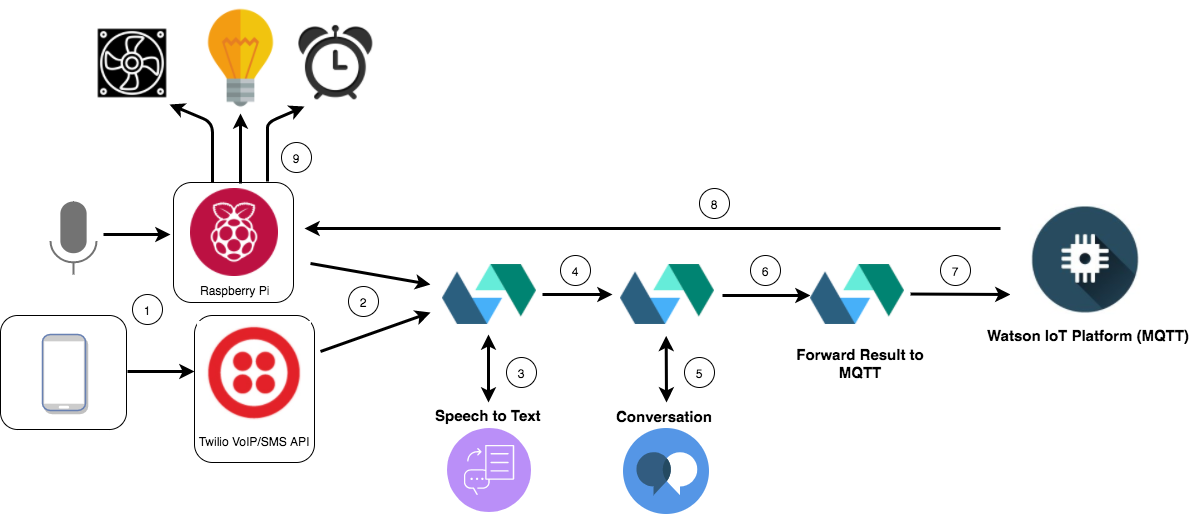 9
8
Raspberry Pi
1
2
4
6
7
Watson IoT Platform (MQTT)
Forward Result to
MQTT
3
5
Speech to Text
Conversation
Twilio VoIP/SMS API